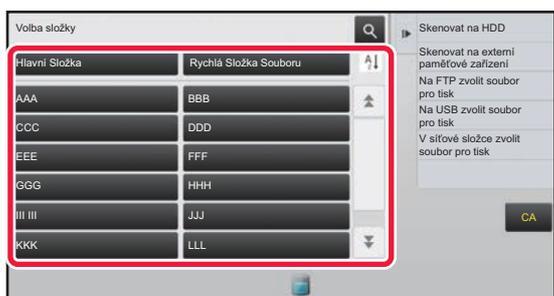 Volba složky
Hlavní Složka
Rychlá Složka Souboru
AAA
BBB
CCC
DDD
EEE
FFF
GGG
HHH
III III
JJJ
KKK
LLL
Skenovat na HDD
Skenovat na externí
paměťové zařízení
Na FTP zvolit soubor
pro tisk
Na USB zvolit soubor
pro tisk
V síťové složce zvolit
soubor pro tisk
CA